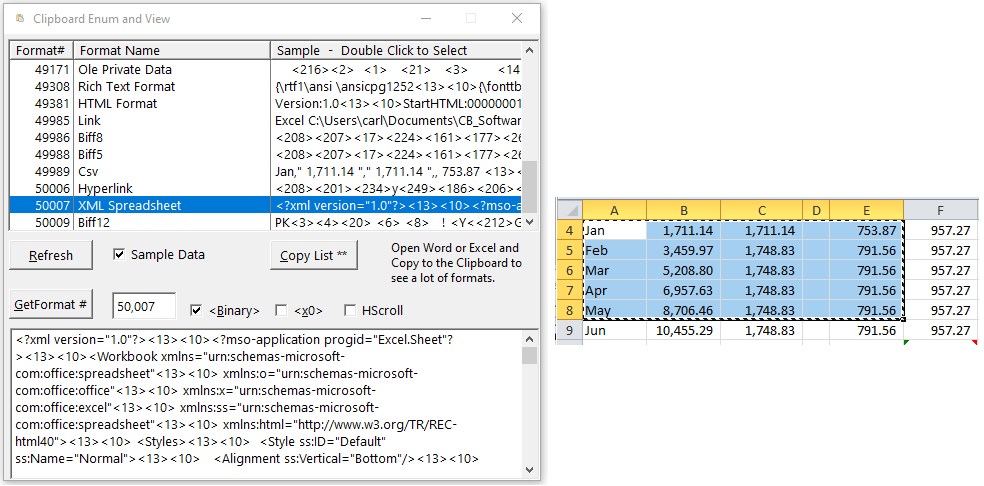 Clipboard Enum and View
Format# Format Name Sample - Double Click to Select
49171 Ole Private Data <216><2> <1> <21> <3> <14
49308 Rich Text Format {\rtf1\ansi \ansicpg1252<13><10>{\fonttb
49381 HTML Format Version:1.0<13><10>StartHTML:00000001
49985 Link Excel C:\Users\carl\Documents\CB_Softwar
49986 Biff8 <208><207><17><224><161><177><26
49988 Biff5 <208><207><17><224><161><177><26
49989 Csv Jan," 1,711.14 "," 1,711.14 ",, 753.87 <13><
50006 Hyperlink <208><201><234>y<249><186><206><
50007 XML Spreadsheet <?xml version="1.0"?><13><10><?mso-a
50009 Biff12 PK<3><4><20> <6> <8> ! <Y<<212>G
Refresh Sample Data Copy List ** Open Word or Excel and
Copy to the Clipboard to
see a lot of formats.
GetFormat # 50,007 <Binary> <x0> HScroll
<?xml version="1.0"?><13><10><?mso-application progid="Excel.Sheet"?
><13><10><Workbook xmlns="urn:schemas-microsoft-
com:office:spreadsheet"<13><10> xmlns:o="urn:schemas-microsoft-
com:office:office"<13><10> xmlns:x="urn:schemas-microsoft-
com:office:excel"<13><10> xmlns:ss="urn:schemas-microsoft-
com:office:spreadsheet"<13><10> xmlns:html="http://www.w3.org/TR/REC-
html40"><13><10> <Styles><13><10> <Style ss:ID="Default"
ss:Name="Normal"><13><10> <Alignment ss:Vertical="Bottom"/><13><10>
A B C D E F
4 Jan 1,711.14 1,711.14 753.87 957.27
5 Feb 3,459.97 1,748.83 791.56 957.27
6 Mar 5,208.80 1,748.83 791.56 957.27
7 Apr 6,957.63 1,748.83 791.56 957.27
8 May 8,706.46 1,748.83 791.56 957.27
9 Jun 10,455.29 1,748.83 791.56 957.27